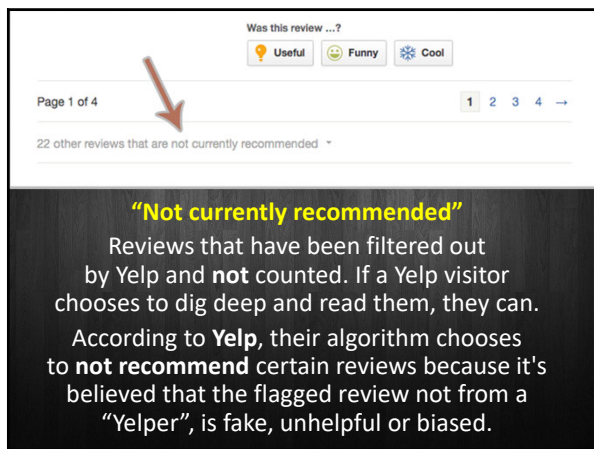 Was this review ...?
Useful Funny Cool
Page 1 of 4 1 2 3 4 →
22 other reviews that are not currently recommended
“Not currently recommended”
Reviews that have been filtered out
by Yelp and not counted. If a Yelp visitor
chooses to dig deep and read them, they can.
According to Yelp, their algorithm chooses
to not recommend certain reviews because it's
believed that the flagged review not from a
“Yelper”, is fake, unhelpful or biased.